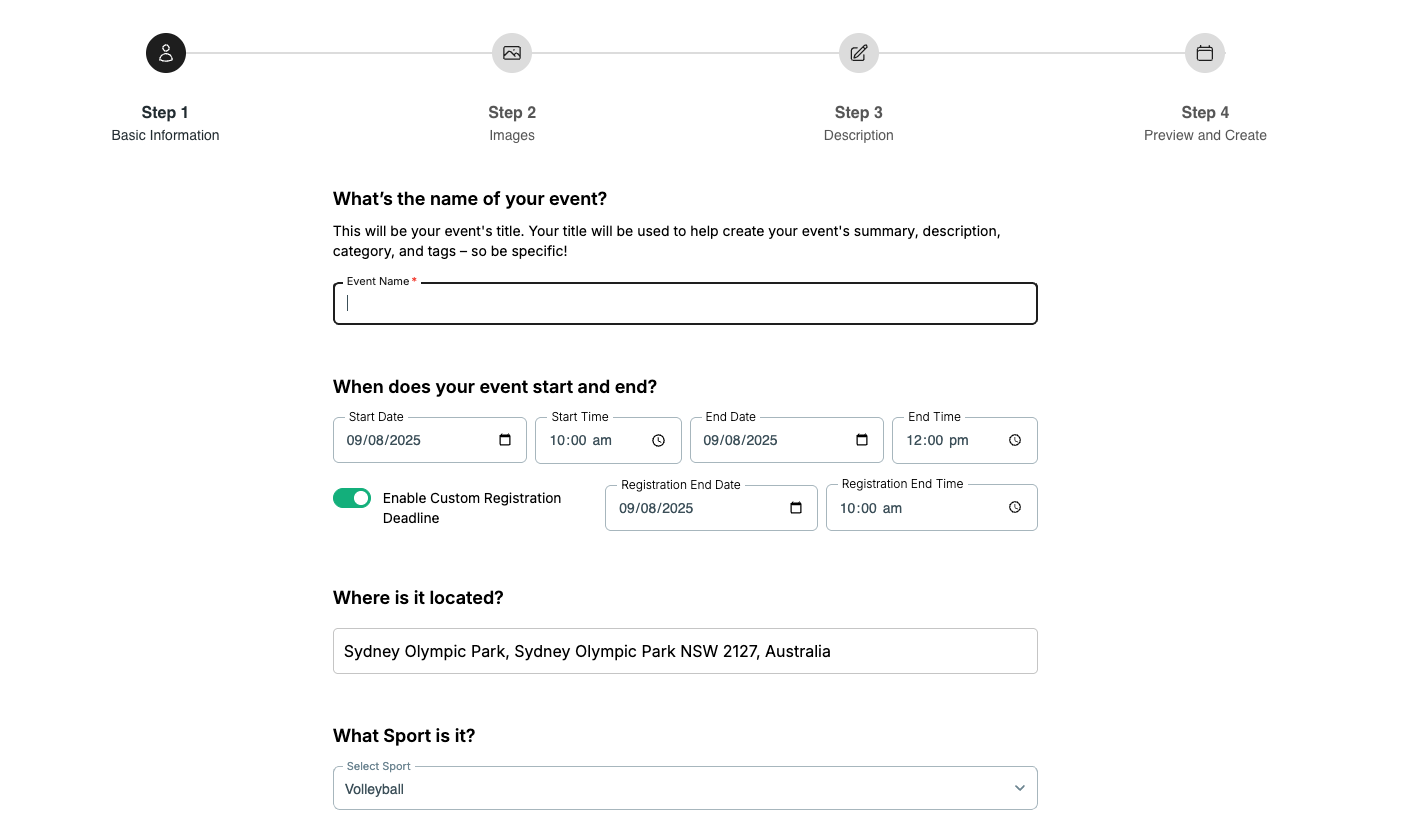 Step 1
Basic Information
Step 2
Images
Step 3
Description
Step 4
Preview and Create
What’s the name of your event?
This will be your event's title. Your title will be used to help create your event's summary, description,
category, and tags – so be specific!
Event Name *
When does your event start and end?
Start Date
09/08/2025
Start Time
10:00 am
End Date
09/08/2025
End Time
12:00 pm
Enable Custom Registration
Deadline
Registration End Date
09/08/2025
Registration End Time
10:00 am
Where is it located?
Sydney Olympic Park, Sydney Olympic Park NSW 2127, Australia
What Sport is it?
Select Sport
Volleyball